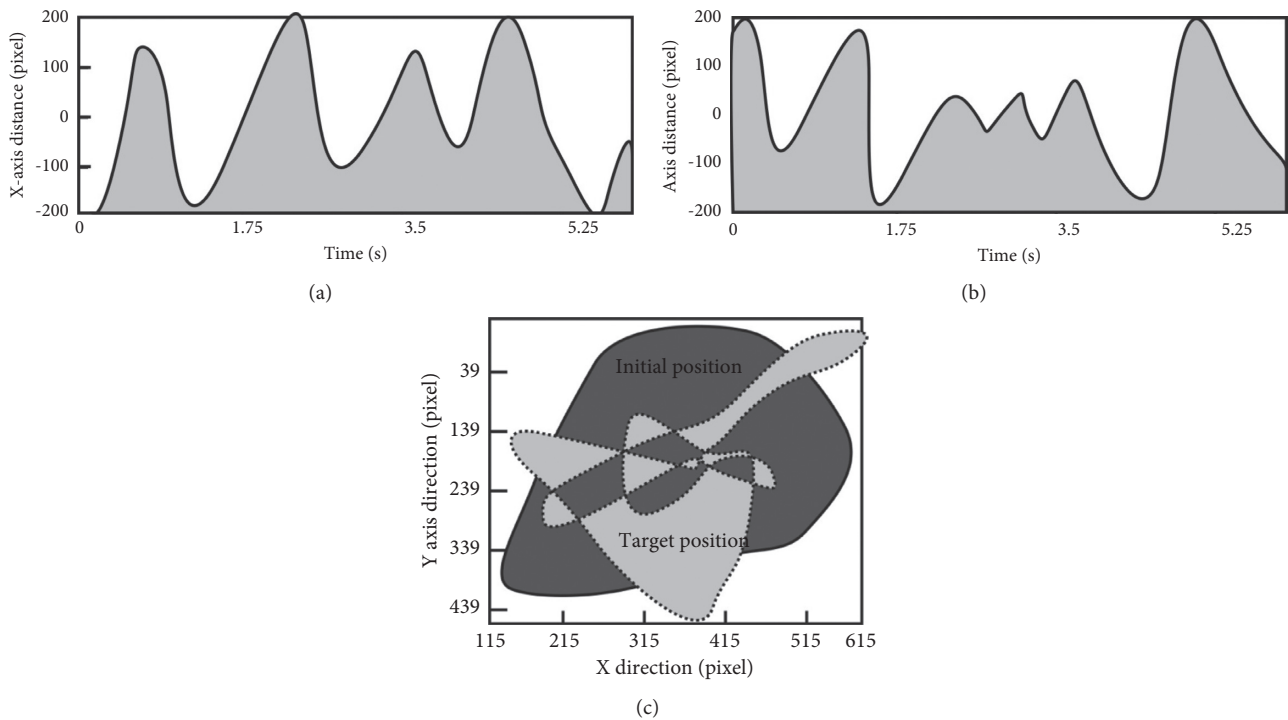 X-axis distance (pixel)
200
100
0
-100
-200
0
1.75
3.5
5.25
Time (s)
(a)
Axis distance (pixel)
200
100
0
-100
-200
0
1.75
3.5
5.25
Time (s)
(b)
Y axis direction (pixel)
39
139
239
339
439
Initial position
Target position
115
215
315
415
515
615
X direction (pixel)
(c)